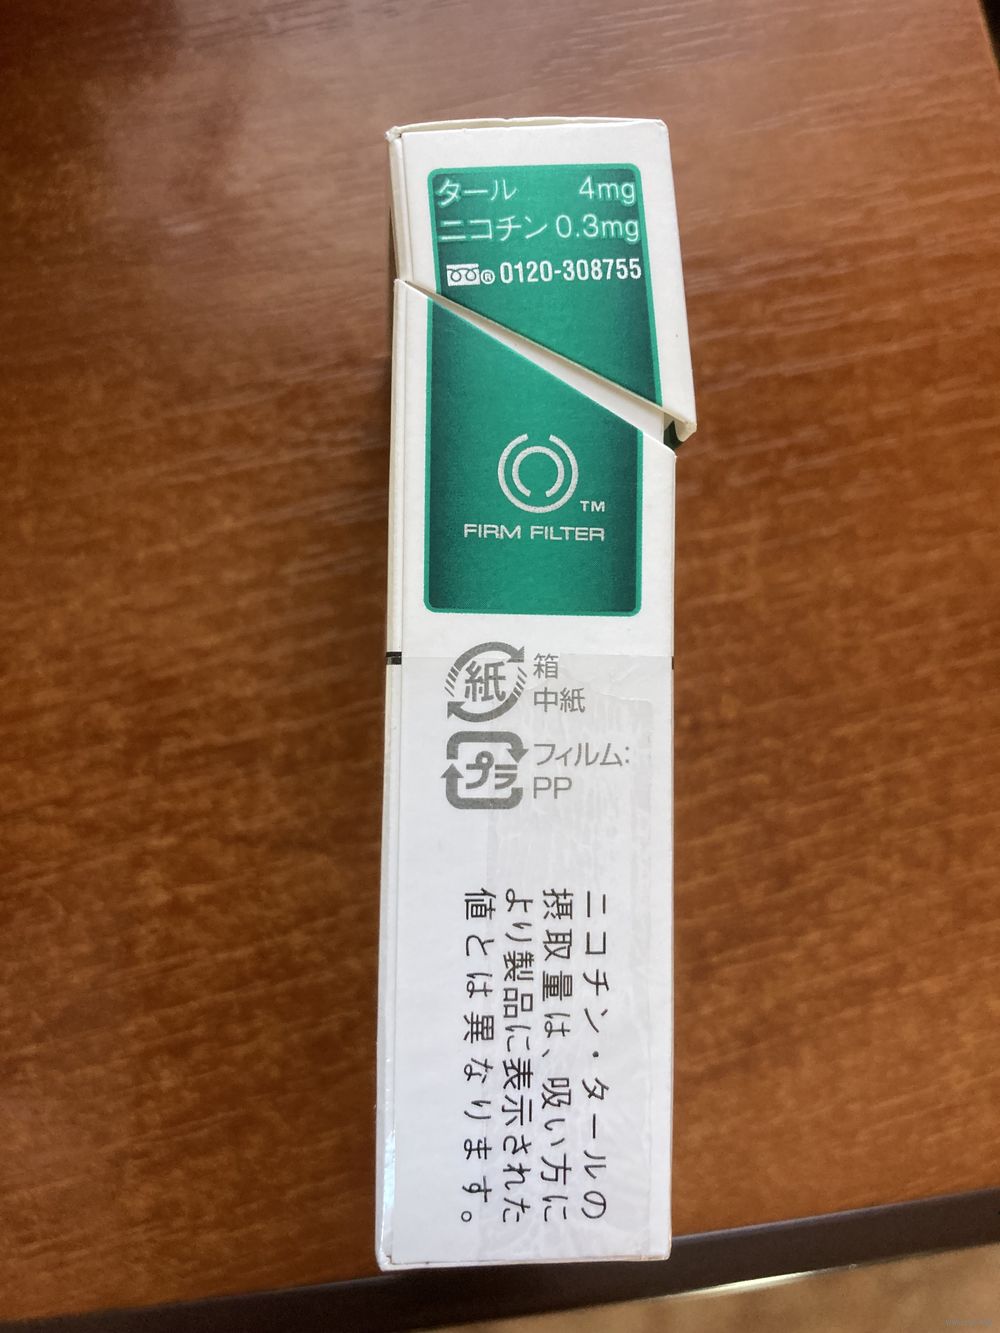 タール 4mg
ニコチン 0.3mg
® 0120-308755
TM
FIRM FILTER
紙
箱
中紙
プラ
フィルム:
PP
ニコチン・タールの
摂取量は、吸い方に
より製品に表示された
値とは異なります。